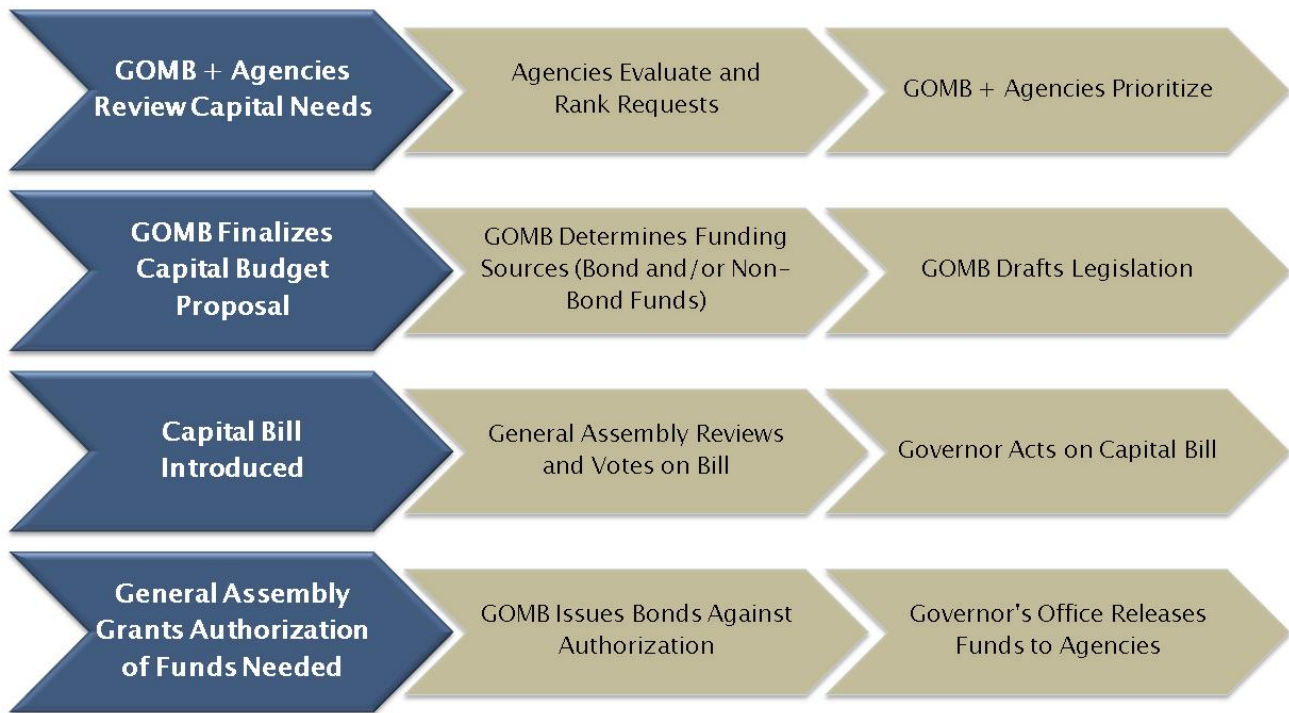 GOMB + Agencies
Review Capital Needs
Agencies Evaluate and
Rank Requests
GOMB + Agencies Prioritize
GOMB Finalizes
Capital Budget
Proposal
GOMB Determines Funding
Sources (Bond and/or Non-
Bond Funds)
GOMB Drafts Legislation
Capital Bill
Introduced
General Assembly Reviews
and Votes on Bill
Governor Acts on Capital Bill
General Assembly
Grants Authorization
of Funds Needed
GOMB Issues Bonds Against
Authorization
Governor's Office Releases
Funds to Agencies